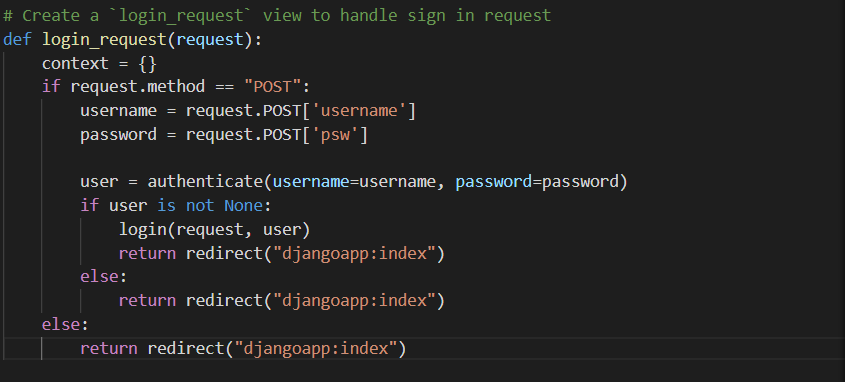 # Create a `login_request` view to handle sign in request
def login_request(request):
    context = {}
    if request.method == "POST":
        username = request.POST['username']
        password = request.POST['psw']

        user = authenticate(username=username, password=password)
        if user is not None:
            login(request, user)
            return redirect("djangoapp:index")
        else:
            return redirect("djangoapp:index")
    else:
        return redirect("djangoapp:index")